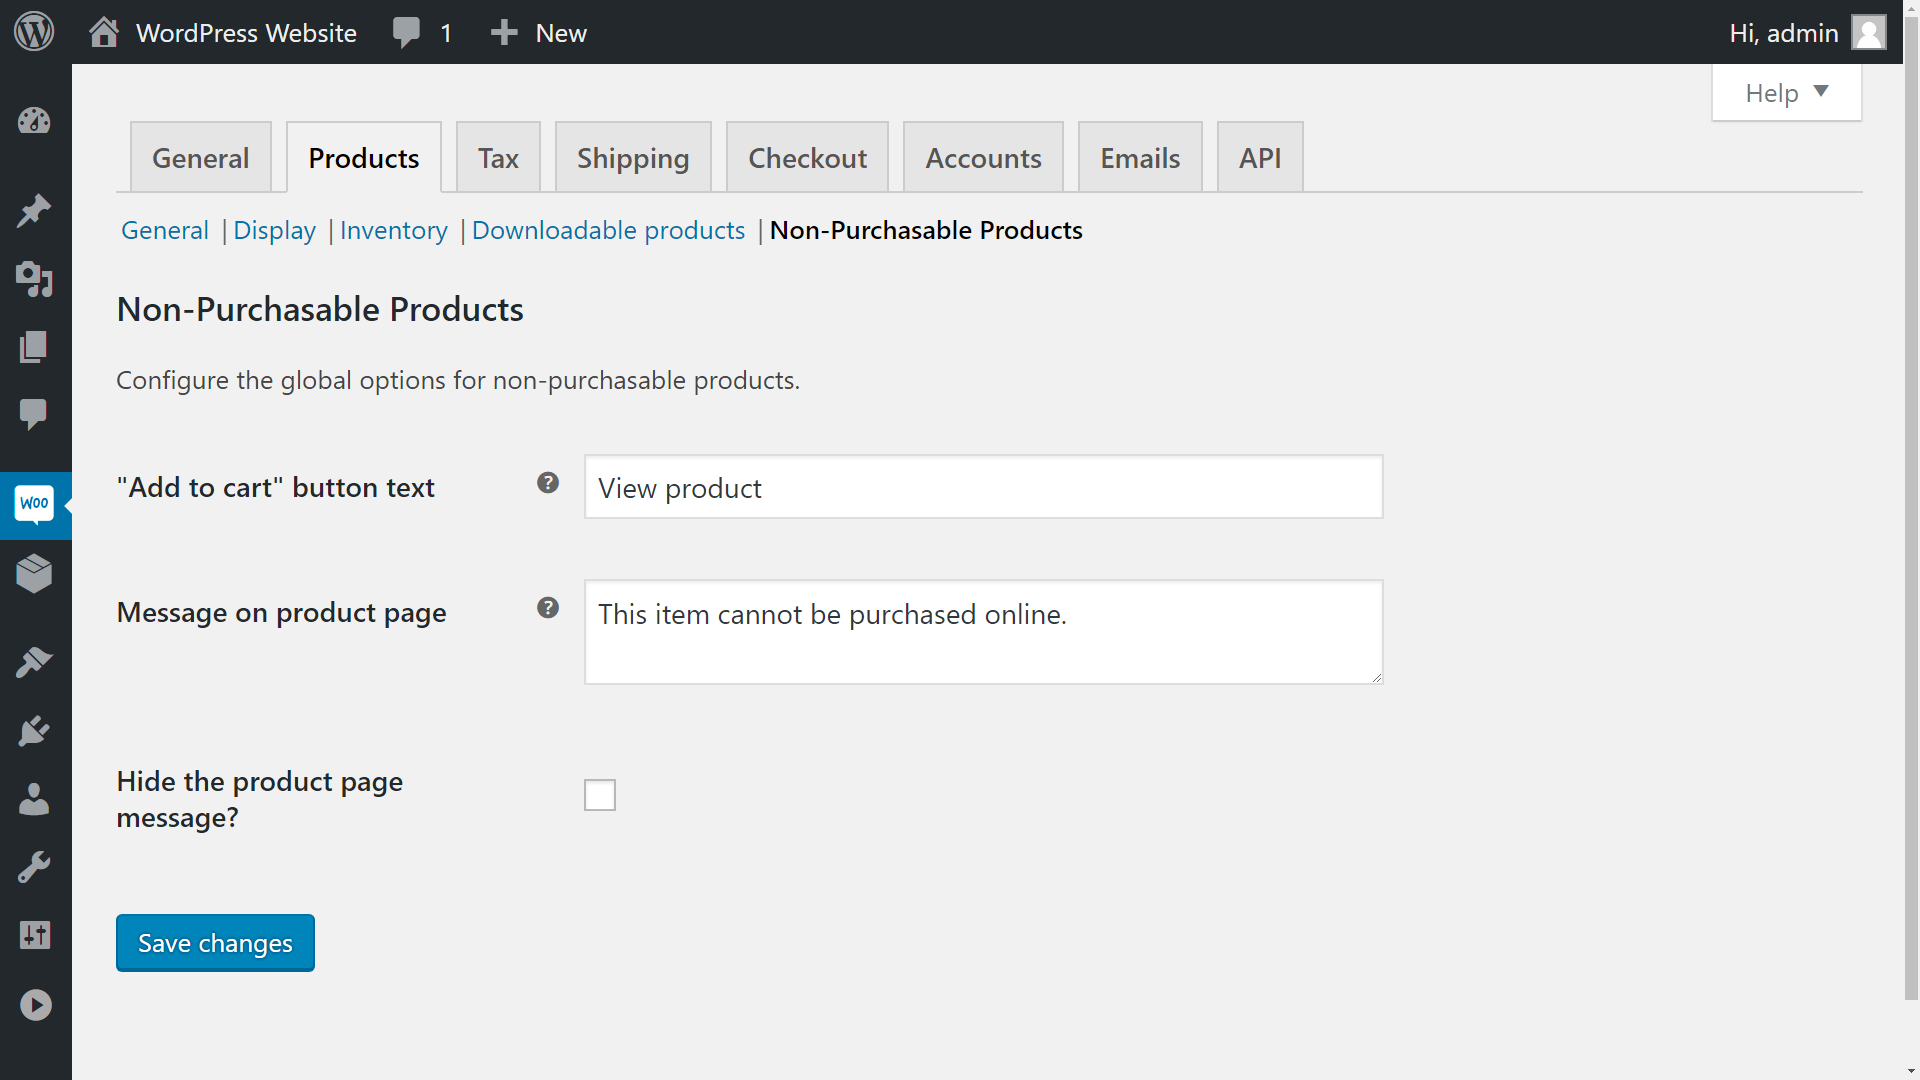 WordPress Website 1 New Hi, admin
Help
General Products Tax Shipping Checkout Accounts Emails API
General | Display | Inventory | Downloadable products | Non-Purchasable Products
Non-Purchasable Products
Configure the global options for non-purchasable products.
"Add to cart" button text ? View product
Woo
Message on product page ? This item cannot be purchased online.
Hide the product page
message?
Save changes